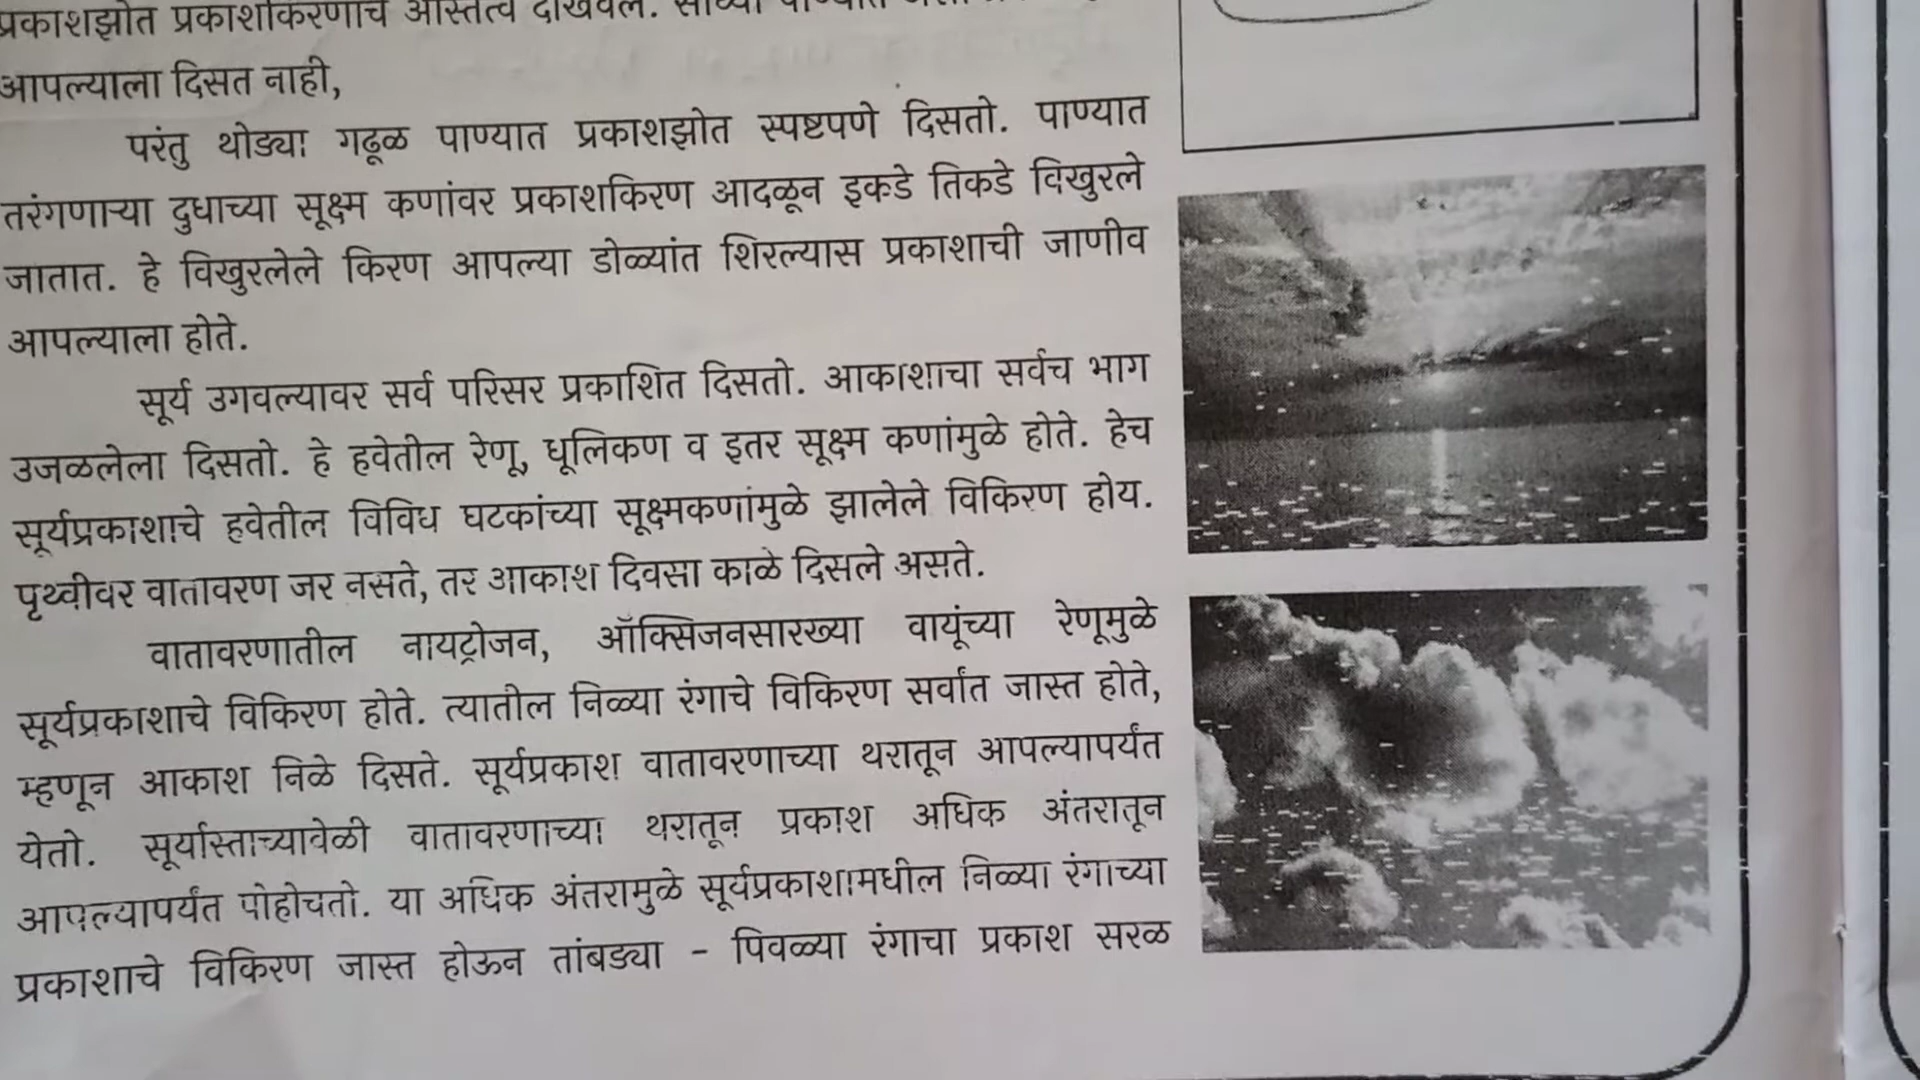 प्रकाशझोत प्रकाशकिरणांचे अस्तित्व दाखवले.
आपल्याला दिसत नाही,
परंतु थोड्या गढूळ पाण्यात प्रकाशझोत स्पष्टपणे दिसतो. पाण्यात
तरंगणाऱ्या दुधाच्या सूक्ष्म कणांवर प्रकाशकिरण आदळून इकडे तिकडे विखुरले
जातात. हे विखुरलेले किरण आपल्या डोळ्यांत शिरल्यास प्रकाशाची जाणीव
आपल्याला होते.
सूर्य उगवल्यावर सर्व परिसर प्रकाशित दिसतो. आकाशाचा सर्वच भाग
उजळलेला दिसतो. हे हवेतील रेणू, धूलिकण व इतर सूक्ष्म कणांमुळे होते. हेच
सूर्यप्रकाशाचे हवेतील विविध घटकांच्या सूक्ष्मकणांमुळे झालेले विकिरण होय.
पृथ्वीवर वातावरण जर नसते, तर आकाश दिवसा काळे दिसले असते.
वातावरणातील नायट्रोजन, ऑक्सिजनसारख्या वायूंच्या रेणूमुळे
सूर्यप्रकाशाचे विकिरण होते. त्यातील निळ्या रंगाचे विकिरण सर्वांत जास्त होते,
म्हणून आकाश निळे दिसते. सूर्यप्रकाश वातावरणाच्या थरातून आपल्यापर्यंत
येतो. सूर्यास्ताच्यावेळी वातावरणाच्या थरातून प्रकाश अधिक अंतरातून
आपल्यापर्यंत पोहोचतो. या अधिक अंतरामुळे सूर्यप्रकाशामधील निळ्या रंगाच्या
प्रकाशाचे विकिरण जास्त होऊन तांबड्या - पिवळ्या रंगाचा प्रकाश सरळ